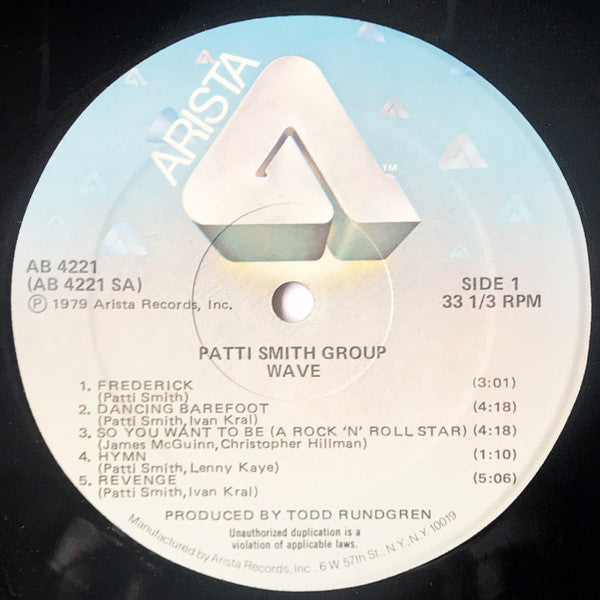 ARISTA
TM
AB 4221
(AB 4221 SA)
Ⓟ 1979 Arista Records, Inc.
SIDE 1
33 1/3 RPM
PATTI SMITH GROUP
WAVE
1. FREDERICK (3:01)
(Patti Smith)
2. DANCING BAREFOOT (4:18)
(Patti Smith, Ivan Kral)
3. SO YOU WANT TO BE (A ROCK 'N' ROLL STAR) (4:18)
(James McGuinn, Christopher Hillman)
4. HYMN (1:10)
(Patti Smith, Lenny Kaye)
5. REVENGE (5:06)
(Patti Smith, Ivan Kral)
PRODUCED BY TODD RUNDGREN
Unauthorized duplication is a
violation of applicable laws.
Manufactured by Arista Records, Inc., 6 W 57th St., N.Y., N.Y. 10019